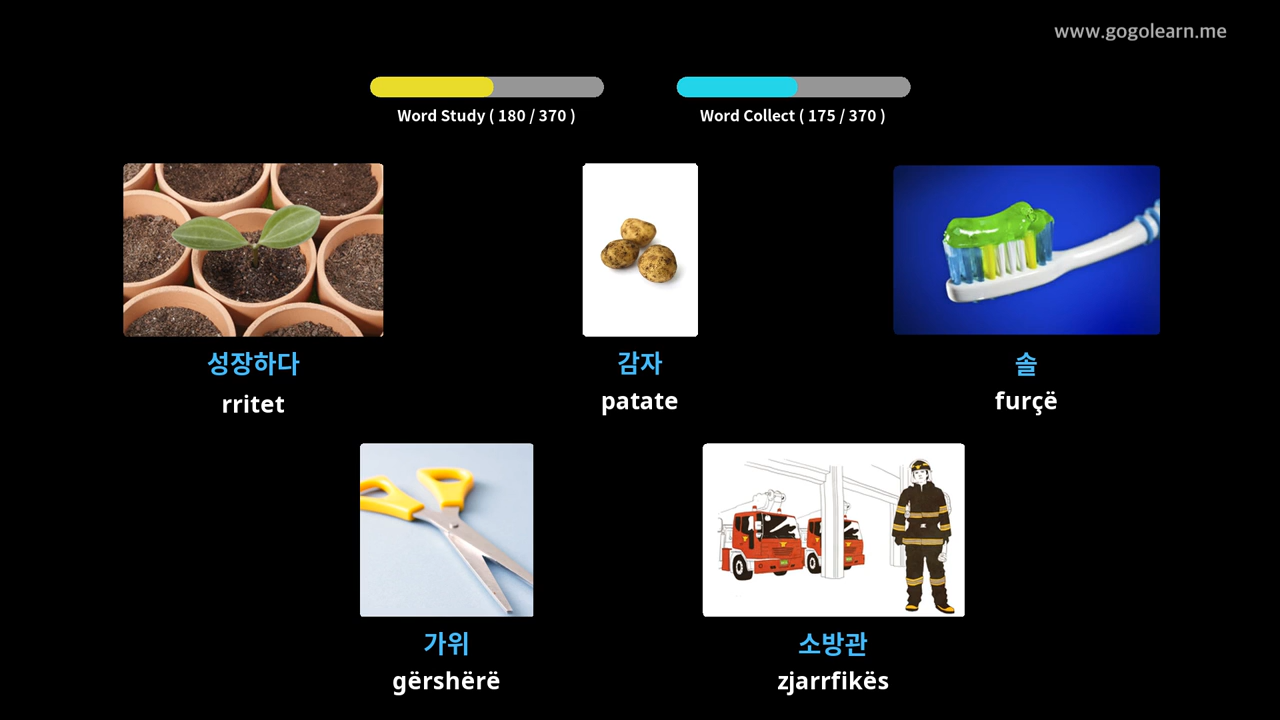 www.gogolearn.me
Word Study ( 180 / 370 )
Word Collect ( 175 / 370 )
성장하다
rritet
감자
patate
솔
furçë
가위
gërshërë
소방관
zjarrfikës